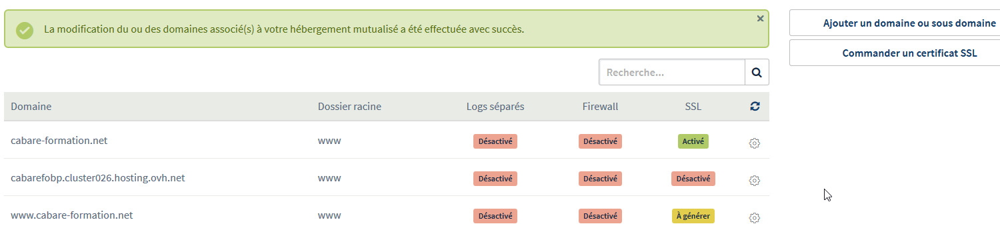 La modification du ou des domaines associé(s) à votre hébergement mutualisé a été effectuée avec succès.
Ajouter un domaine ou sous domaine
Commander un certificat SSL
Recherche...
Domaine Dossier racine Logs séparés Firewall SSL
cabare-formation.net www Désactivé Désactivé Activé
cabarefobp.cluster026.hosting.ovh.net www Désactivé Désactivé Désactivé
www.cabare-formation.net www Désactivé Désactivé À générer